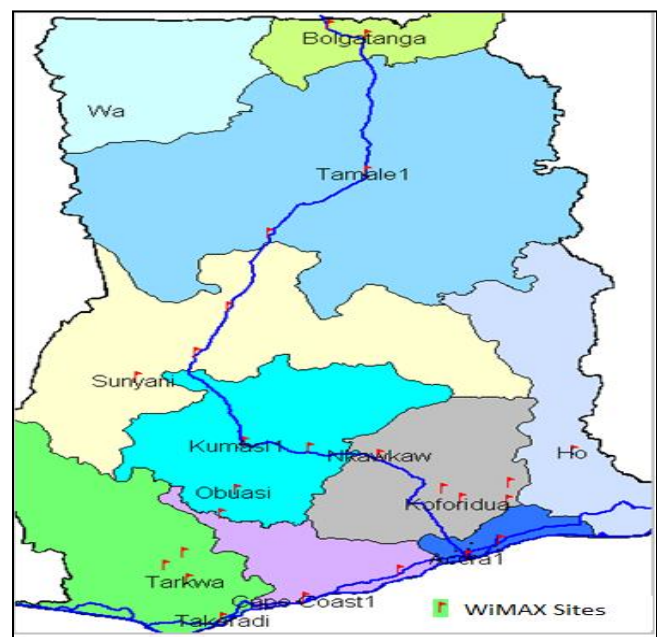 Bolgatanga
Wa
Tamale1
Sunyani
Kumasi1
Nkawkaw
Ho
Obuasi
Koforidua
Accra1
Tarkwa
Cape Coast1
Takoradi
WiMAX Sites